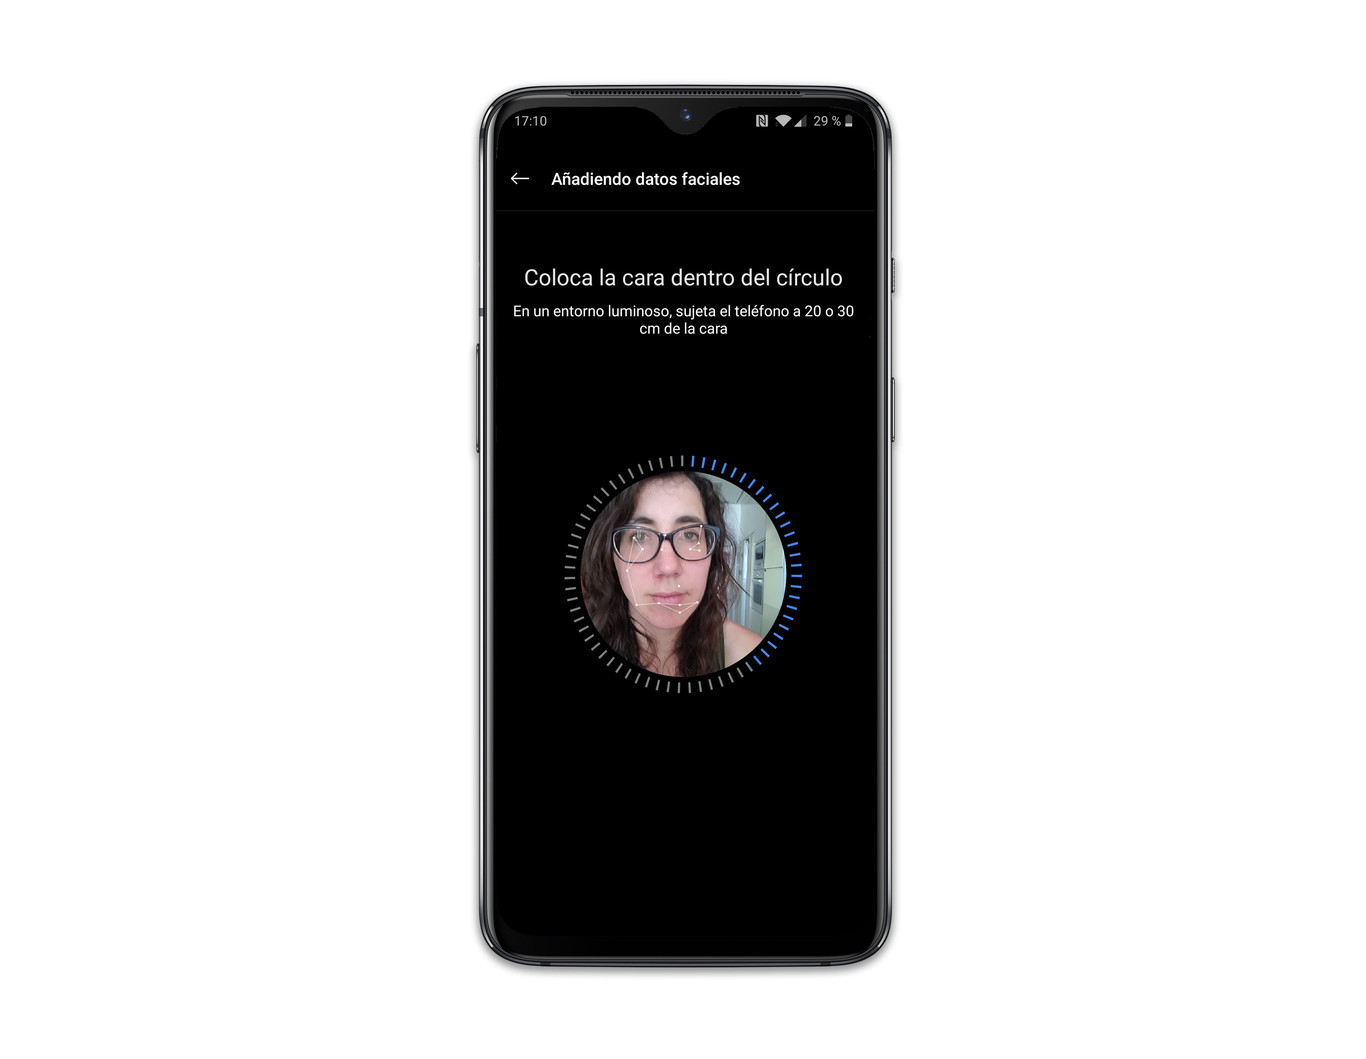 17:10
29 %
Añadiendo datos faciales
Coloca la cara dentro del círculo
En un entorno luminoso, sujeta el teléfono a 20 o 30
cm de la cara